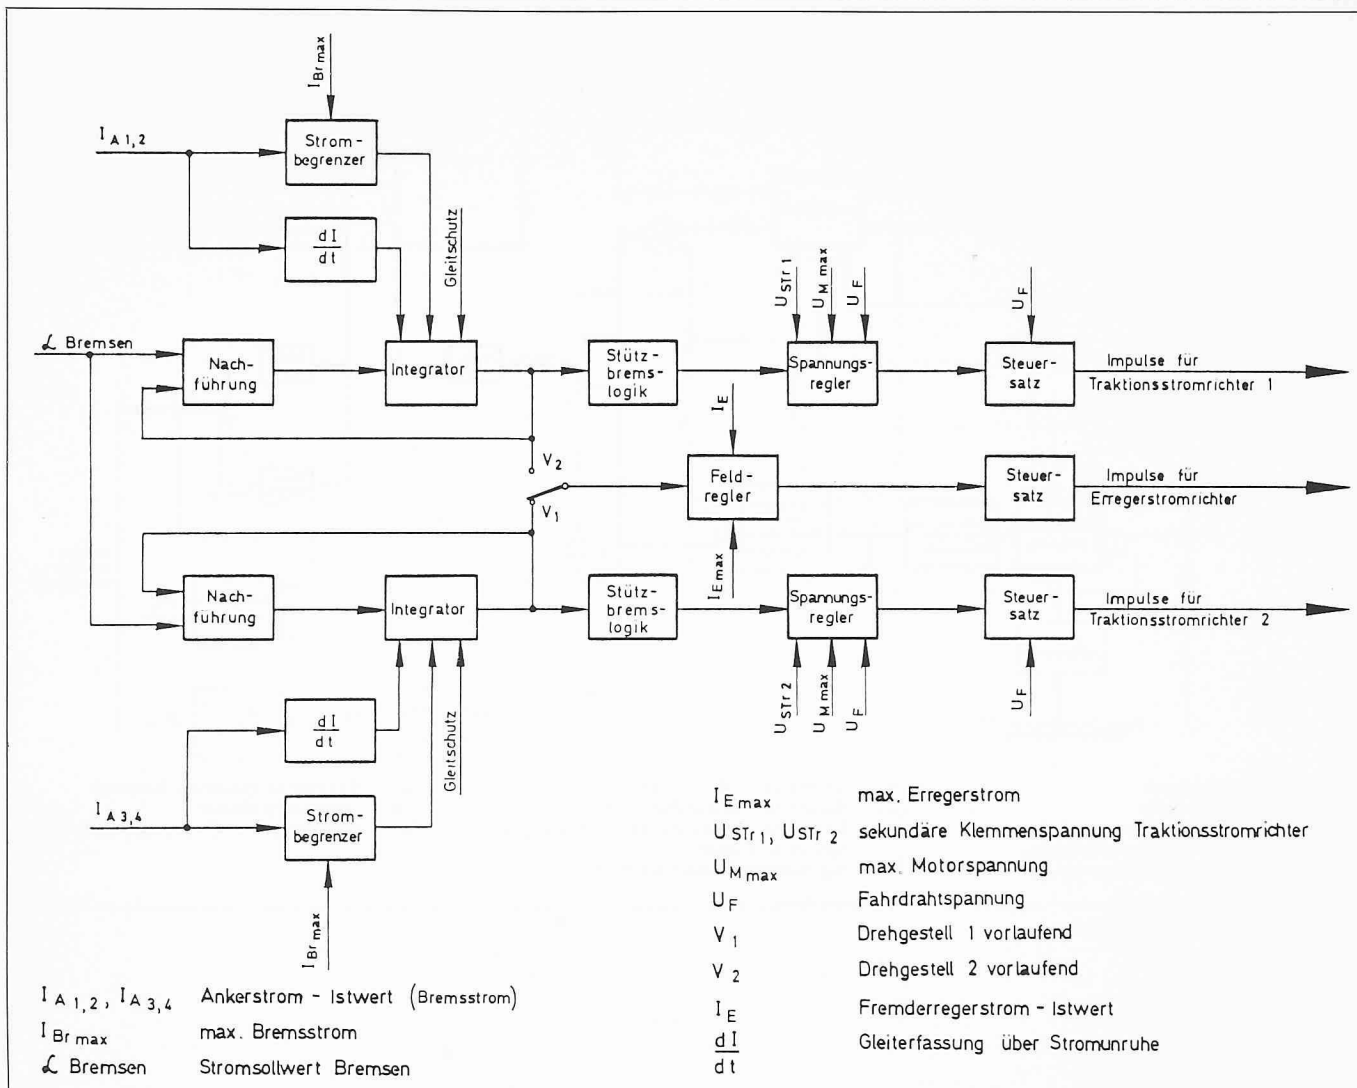 I Br max
I A 1,2
Strom-
begrenzer
dI
dt
Gleitschutz
U STr 1
U M max
U F
U F
ℒ Bremsen
Nach-
führung
Integrator
Stütz-
brems-
logik
Spannungs-
regler
Steuer-
satz
Impulse für
Traktionsstromrichter 1
I E
V 2
V 1
Feld-
regler
Steuer-
satz
Impulse für
Erregerstromrichter
I E max
Nach-
führung
Integrator
Stütz-
brems-
logik
Spannungs-
regler
Steuer-
satz
Impulse für
Traktionsstromrichter 2
U STr 2
U M max
U F
U F
dI
dt
Gleitschutz
I A 3,4
Strom-
begrenzer
I Br max
I A 1,2 , I A 3,4 Ankerstrom - Istwert (Bremsstrom)
I Br max max. Bremsstrom
ℒ Bremsen Stromsollwert Bremsen
I E max max. Erregerstrom
U STr 1 , U STr 2 sekundäre Klemmenspannung Traktionsstromrichter
U M max max. Motorspannung
U F Fahrdrahtspannung
V 1 Drehgestell 1 vorlaufend
V 2 Drehgestell 2 vorlaufend
I E Fremderregerstrom - Istwert
dI
dt Gleiterfassung über Stromunruhe